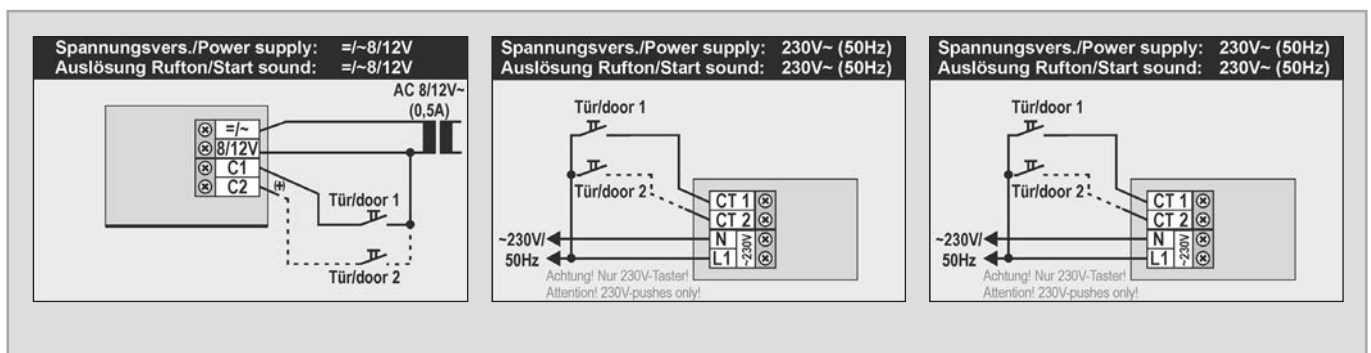 Spannungsvers./Power supply: =/~8/12V
Auslösung Rufton/Start sound: =/~8/12V
AC 8/12V~
(0,5A)
=/~
8/12V
C1
C2
(+)
Tür/door 1
Tür/door 2
Spannungsvers./Power supply: 230V~ (50Hz)
Auslösung Rufton/Start sound: 230V~ (50Hz)
Tür/door 1
Tür/door 2
CT 1
CT 2
N
L1
~230V
~230V/
50Hz
Achtung! Nur 230V-Taster!
Attention! 230V-pushes only!
Spannungsvers./Power supply: 230V~ (50Hz)
Auslösung Rufton/Start sound: 230V~ (50Hz)
Tür/door 1
Tür/door 2
CT 1
CT 2
N
L1
~230V
~230V/
50Hz
Achtung! Nur 230V-Taster!
Attention! 230V-pushes only!